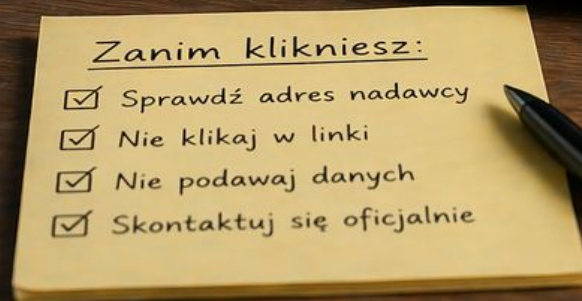 Zanim klikniesz:
Sprawdź adres nadawcy
Nie klikaj w linki
Nie podawaj danych
Skontaktuj się oficjalnie